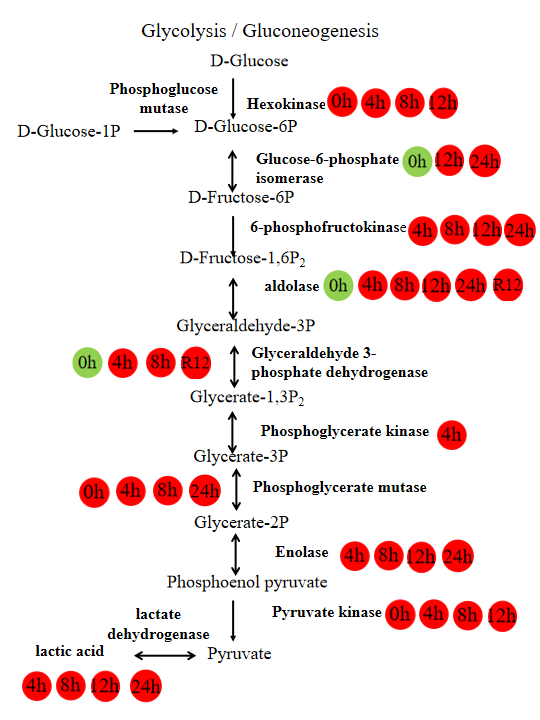 Glycolysis / Gluconeogenesis
D-Glucose
Phosphoglucose
mutase
Hexokinase 0h 4h 8h 12h
D-Glucose-1P
D-Glucose-6P
Glucose-6-phosphate
isomerase
0h 12h 24h
D-Fructose-6P
6-phosphofructokinase 4h 8h 12h 24h
D-Fructose-1,6P₂
aldolase 0h 4h 8h 12h 24h R12
Glyceraldehyde-3P
0h 4h 8h R12
Glyceraldehyde 3-
phosphate dehydrogenase
Glycerate-1,3P₂
Phosphoglycerate kinase 4h
Glycerate-3P
0h 4h 8h 24h Phosphoglycerate mutase
Glycerate-2P
Enolase 4h 8h 12h 24h
Phosphoenol pyruvate
Pyruvate kinase 0h 4h 8h 12h
lactate
dehydrogenase
lactic acid
Pyruvate
4h 8h 12h 24h